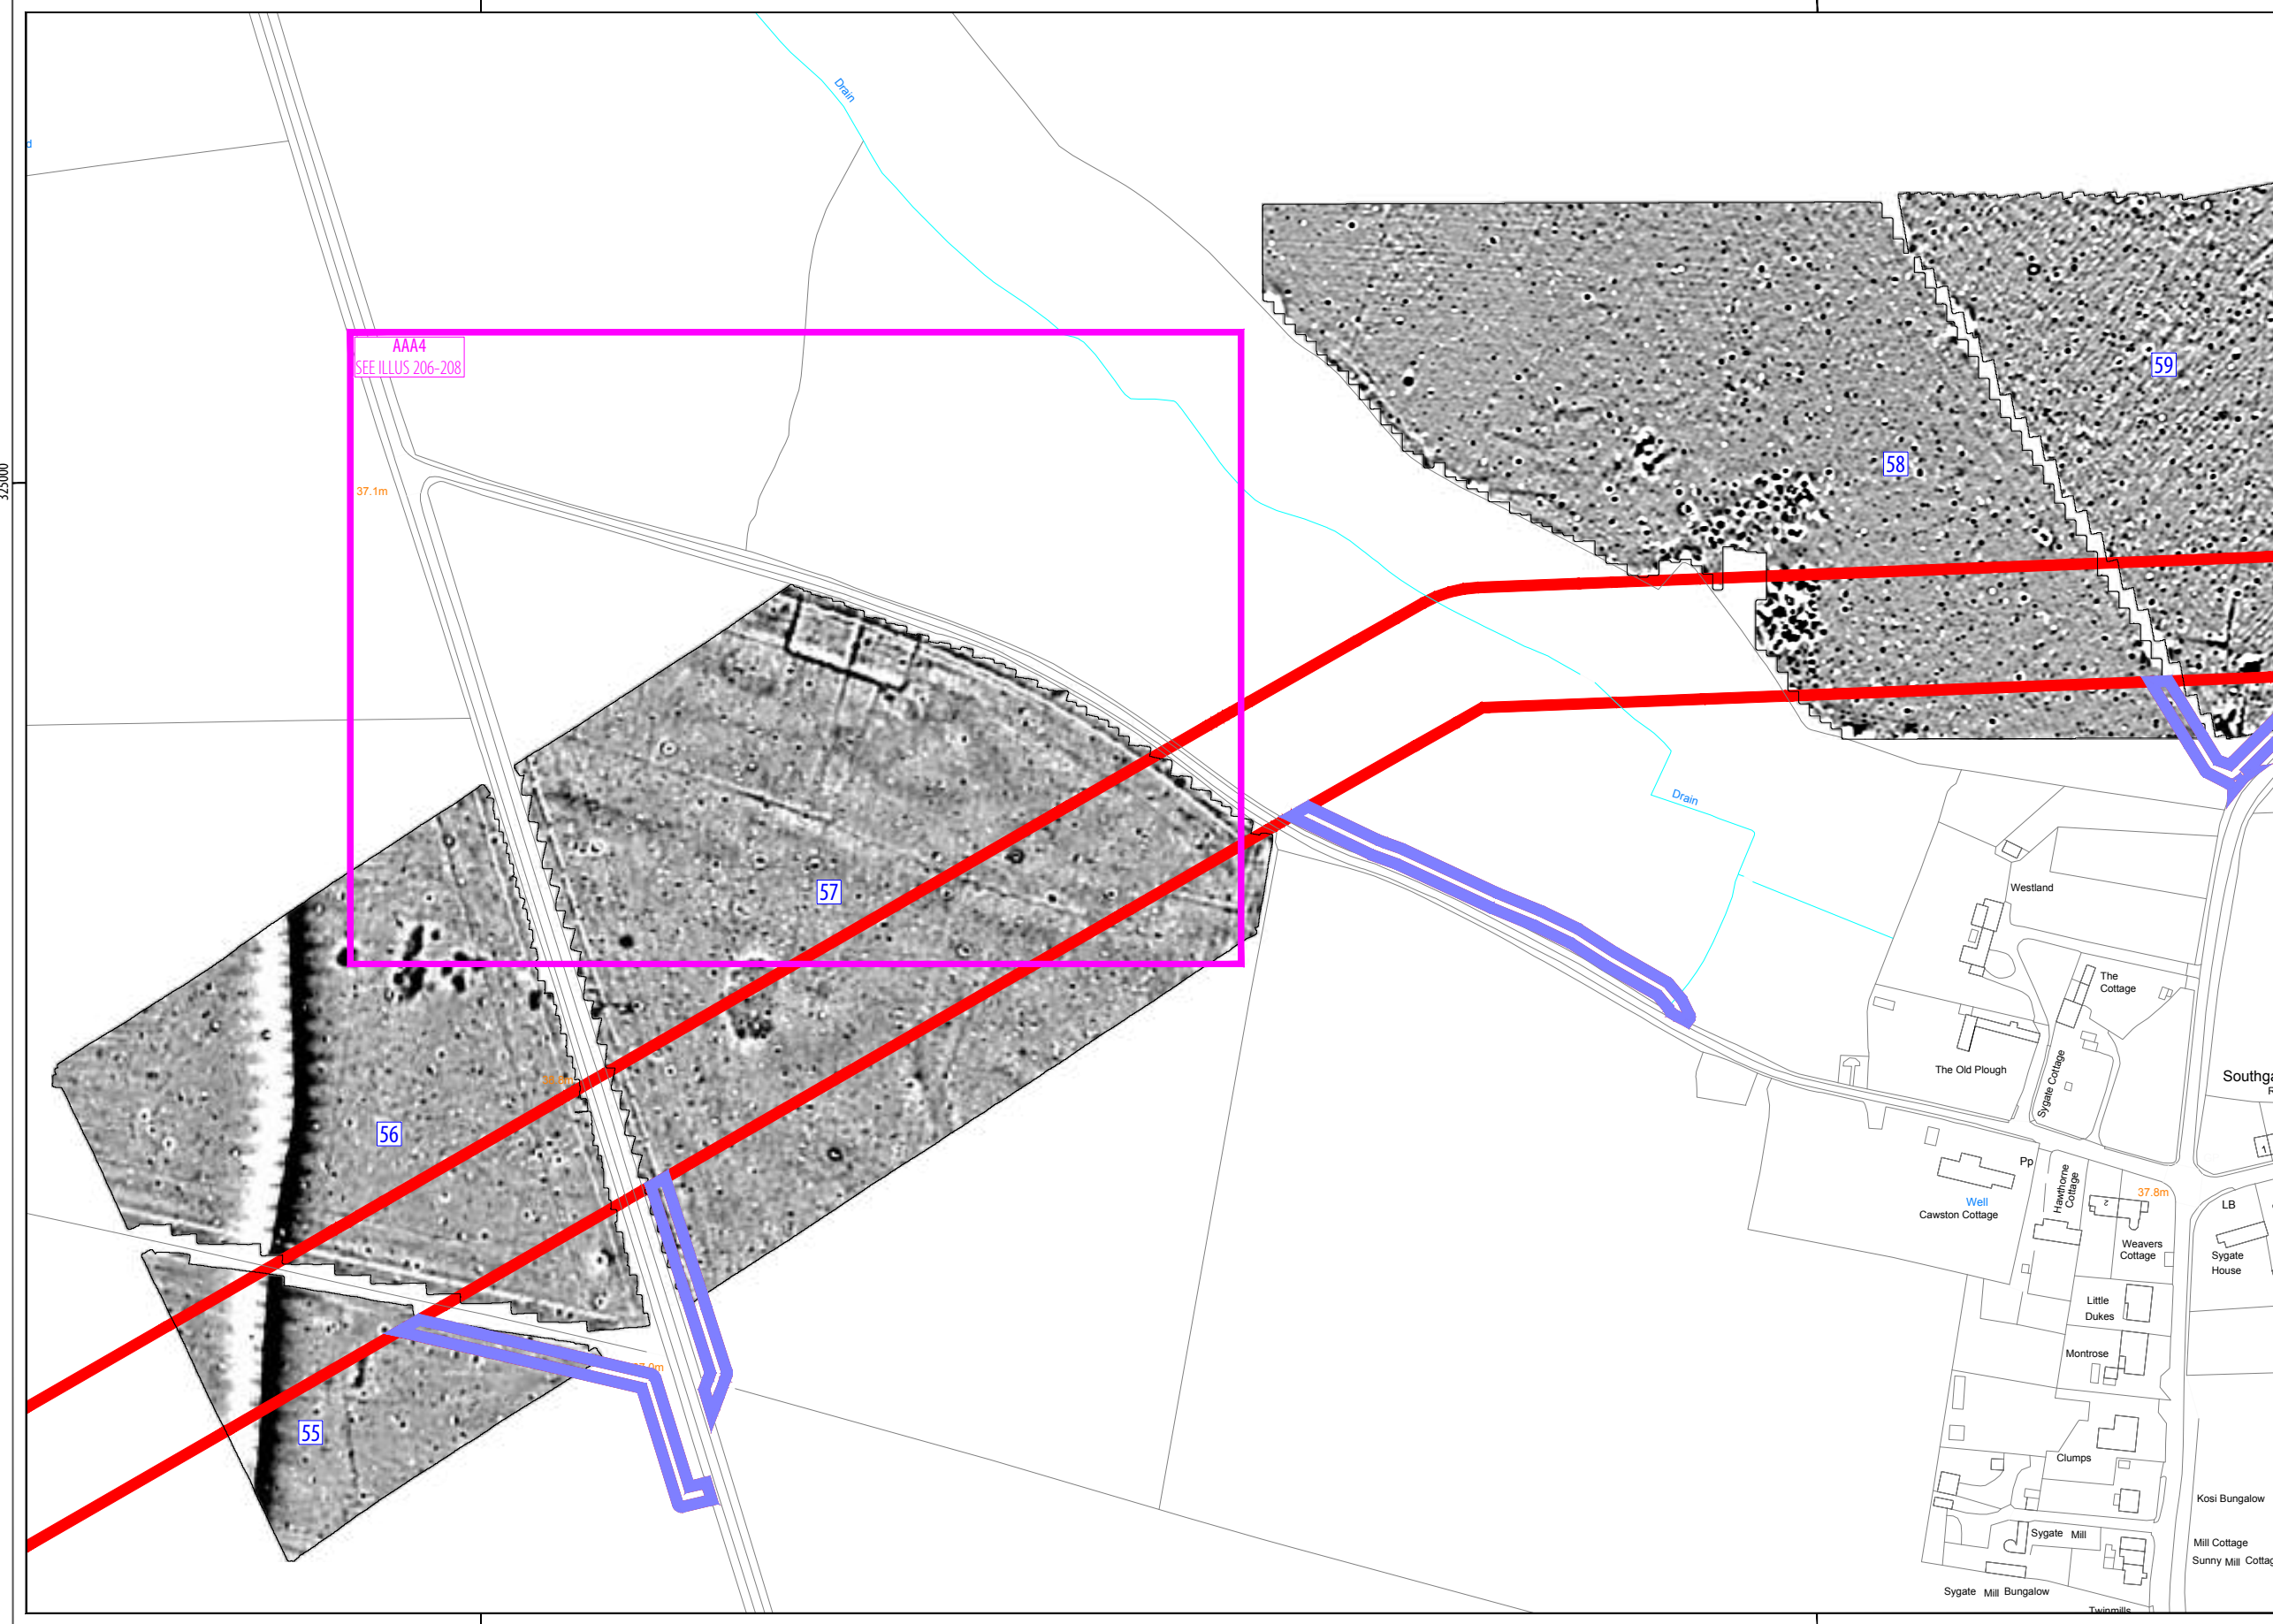 Drain
d
AAA4
SEE ILLUS 206-208
59
58
325000
37.1m
57
Drain
Westland
The
Cottage
The Old Plough
Sygate Cottage
56
Pp
Hawthorne
Cottage
37.8m
2
Well
Cawston Cottage
LB
1
Weavers
Cottage
Sygate
House
Little
Dukes
Montrose
55
Clumps
Kosi Bungalow
Sygate Mill
Mill Cottage
Sunny Mill
Sygate Mill Bungalow